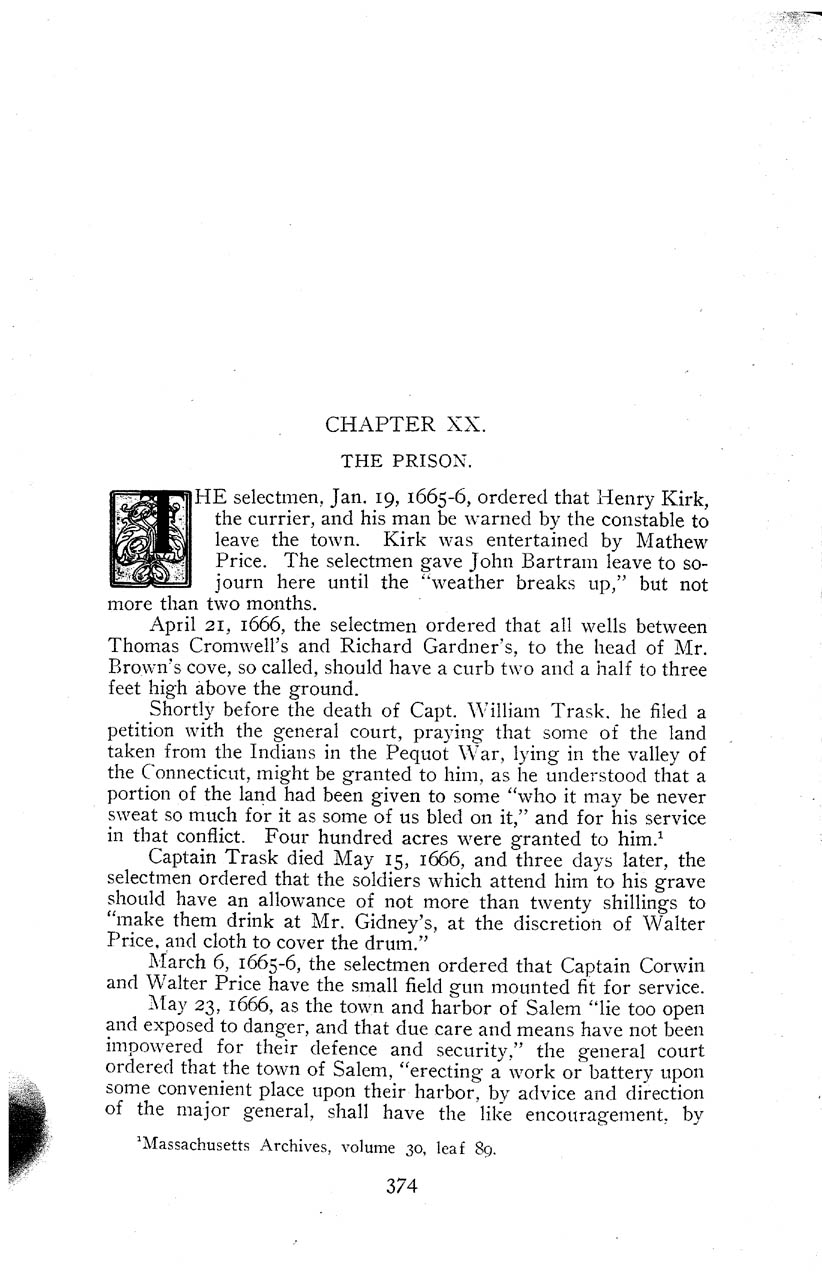 CHAPTER XX.
THE PRISON.
THE selectmen, Jan. 19, 1665-6, ordered that Henry Kirk,
the currier, and his man be warned by the constable to
leave the town. Kirk was entertained by Mathew
Price. The selectmen gave John Bartram leave to so-
journ here until the “weather breaks up,” but not
more than two months.
April 21, 1666, the selectmen ordered that all wells between
Thomas Cromwell’s and Richard Gardner’s, to the head of Mr.
Brown’s cove, so called, should have a curb two and a half to three
feet high above the ground.
Shortly before the death of Capt. William Trask, he filed a
petition with the general court, praying that some of the land
taken from the Indians in the Pequot War, lying in the valley of
the Connecticut, might be granted to him, as he understood that a
portion of the land had been given to some “who it may be never
sweat so much for it as some of us bled on it,” and for his service
in that conflict. Four hundred acres were granted to him.¹
Captain Trask died May 15, 1666, and three days later, the
selectmen ordered that the soldiers which attend him to his grave
should have an allowance of not more than twenty shillings to
“make them drink at Mr. Gidney’s, at the discretion of Walter
Price, and cloth to cover the drum.”
March 6, 1665-6, the selectmen ordered that Captain Corwin
and Walter Price have the small field gun mounted fit for service.
May 23, 1666, as the town and harbor of Salem “lie too open
and exposed to danger, and that due care and means have not been
impowered for their defence and security,” the general court
ordered that the town of Salem, “erecting a work or battery upon
some convenient place upon their harbor, by advice and direction
of the major general, shall have the like encouragement, by
¹Massachusetts Archives, volume 30, leaf 89.
374